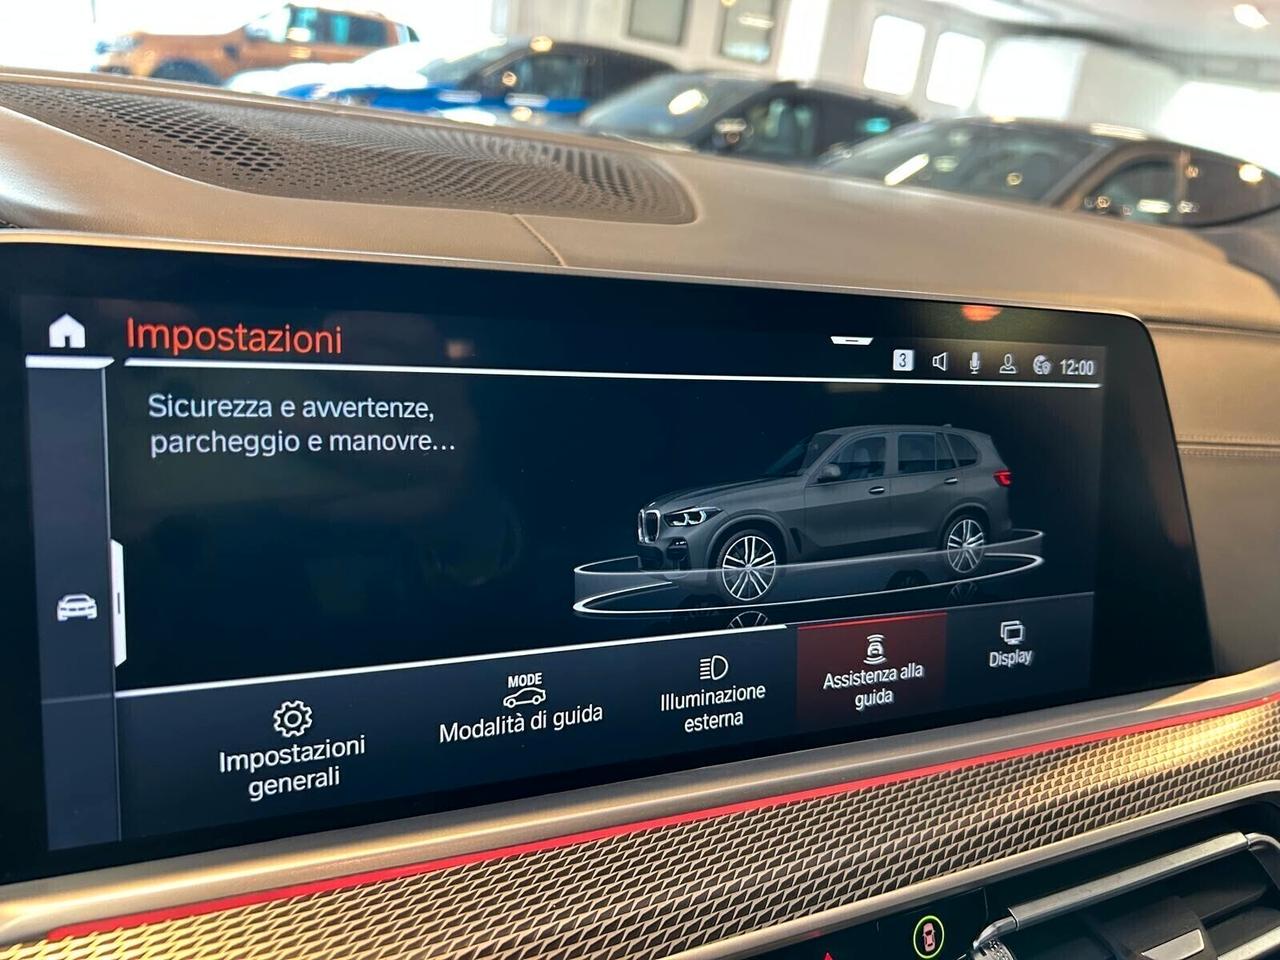 Impostazioni
3
12:00
Sicurezza e avvertenze,
parcheggio e manovre...
Impostazioni
generali
MODE
Modalità di guida
Illuminazione
esterna
Assistenza alla
guida
Display